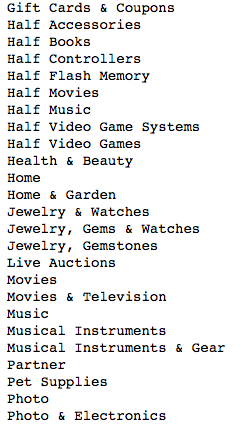 Gift Cards & Coupons
Half Accessories
Half Books
Half Controllers
Half Flash Memory
Half Movies
Half Music
Half Video Game Systems
Half Video Games
Health & Beauty
Home
Home & Garden
Jewelry & Watches
Jewelry, Gems & Watches
Jewelry, Gemstones
Live Auctions
Movies
Movies & Television
Music
Musical Instruments
Musical Instruments & Gear
Partner
Pet Supplies
Photo
Photo & Electronics